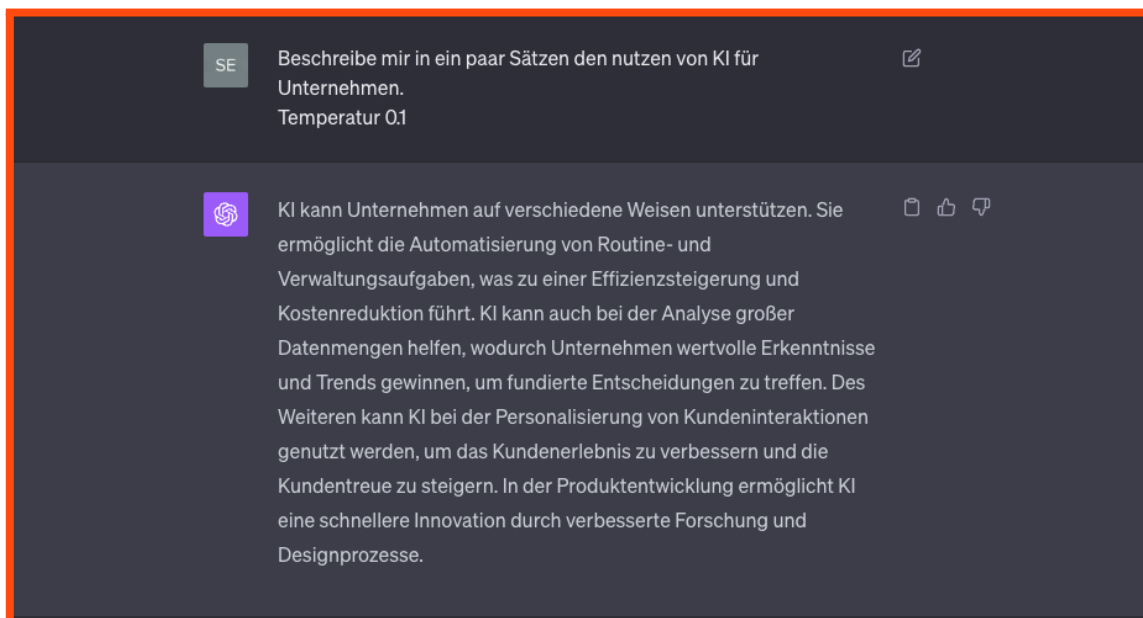 SE
Beschreibe mir in ein paar Sätzen den nutzen von KI für
Unternehmen.
Temperatur 0.1
KI kann Unternehmen auf verschiedene Weisen unterstützen. Sie
ermöglicht die Automatisierung von Routine- und
Verwaltungsaufgaben, was zu einer Effizienzsteigerung und
Kostenreduktion führt. KI kann auch bei der Analyse großer
Datenmengen helfen, wodurch Unternehmen wertvolle Erkenntnisse
und Trends gewinnen, um fundierte Entscheidungen zu treffen. Des
Weiteren kann KI bei der Personalisierung von Kundeninteraktionen
genutzt werden, um das Kundenerlebnis zu verbessern und die
Kundentreue zu steigern. In der Produktentwicklung ermöglicht KI
eine schnellere Innovation durch verbesserte Forschung und
Designprozesse.